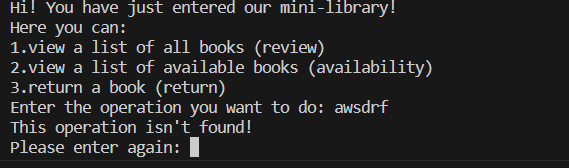 Hi! You have just entered our mini-library!
Here you can:
1.view a list of all books (review)
2.view a list of available books (availability)
3.return a book (return)
Enter the operation you want to do: awsdrf
This operation isn't found!
Please enter again: